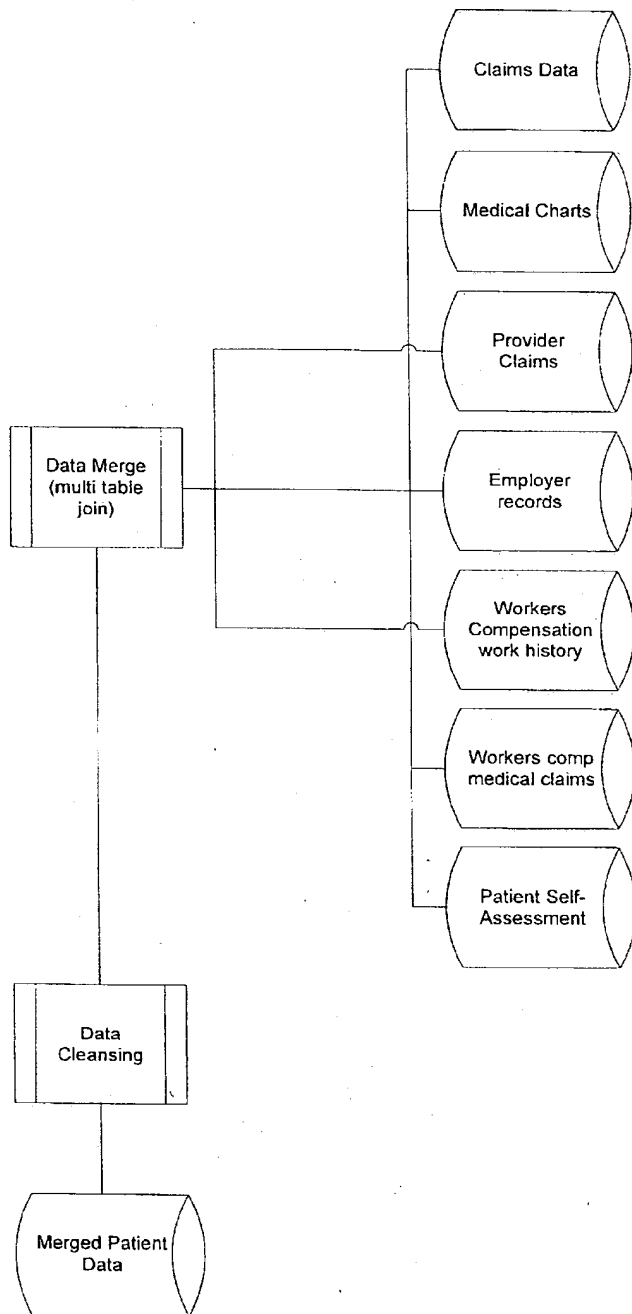 Claims Data
Medical Charts
Provider
Claims
Data Merge
(multi table
join)
Employer
records
Workers
Compensation
work history
Workers comp
medical claims
Patient Self-
Assessment
Data
Cleansing
Merged Patient
Data